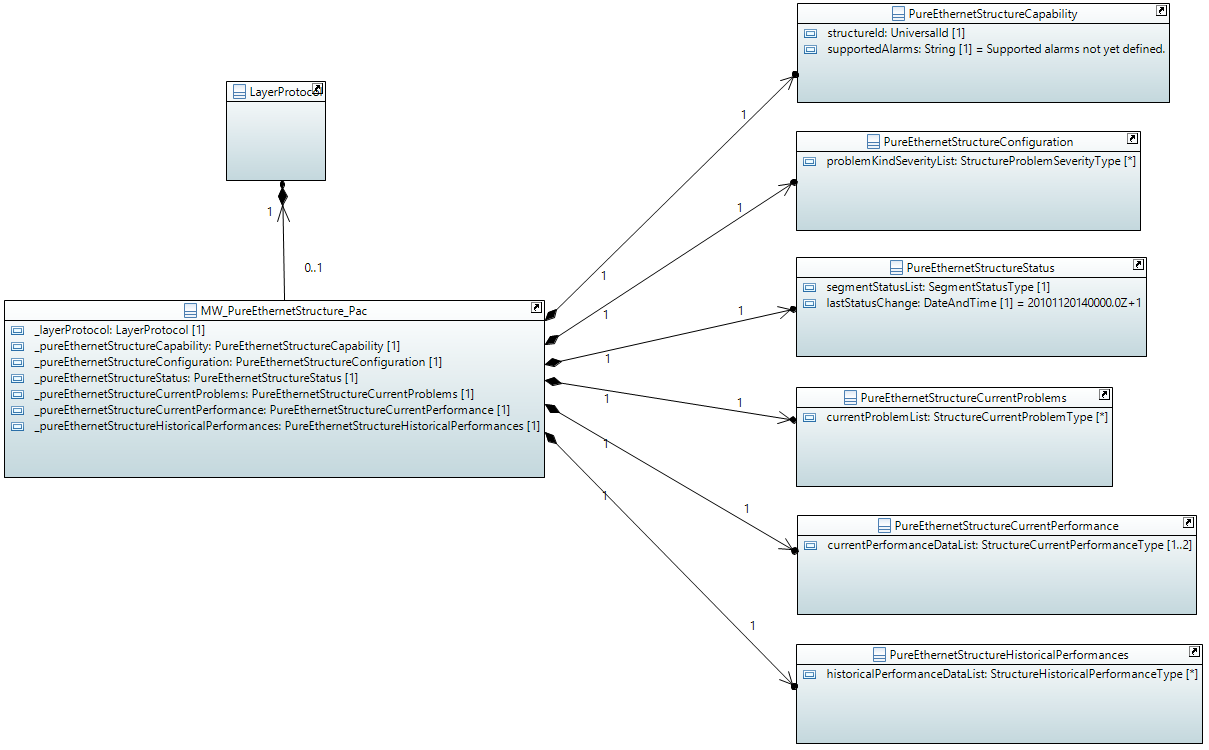 PureEthernetStructureCapability
structureId: UniversalId [1]
supportedAlarms: String [1] = Supported alarms not yet defined.
LayerProtocol
1
PureEthernetStructureConfiguration
problemKindSeverityList: StructureProblemSeverityType [*]
1
1
0..1
1
PureEthernetStructureStatus
segmentStatusList: SegmentStatusType [1]
lastStatusChange: DateAndTime [1] = 20101120140000.0Z+1
MW_PureEthernetStructure_Pac
_layerProtocol: LayerProtocol [1]
_pureEthernetStructureCapability: PureEthernetStructureCapability [1]
_pureEthernetStructureConfiguration: PureEthernetStructureConfiguration [1]
_pureEthernetStructureStatus: PureEthernetStructureStatus [1]
_pureEthernetStructureCurrentProblems: PureEthernetStructureCurrentProblems [1]
_pureEthernetStructureCurrentPerformance: PureEthernetStructureCurrentPerformance [1]
_pureEthernetStructureHistoricalPerformances: PureEthernetStructureHistoricalPerformances [1]
1
1
1
1
1
PureEthernetStructureCurrentProblems
currentProblemList: StructureCurrentProblemType [*]
1
1
1
PureEthernetStructureCurrentPerformance
currentPerformanceDataList: StructureCurrentPerformanceType [1..2]
1
PureEthernetStructureHistoricalPerformances
historicalPerformanceDataList: StructureHistoricalPerformanceType [*]